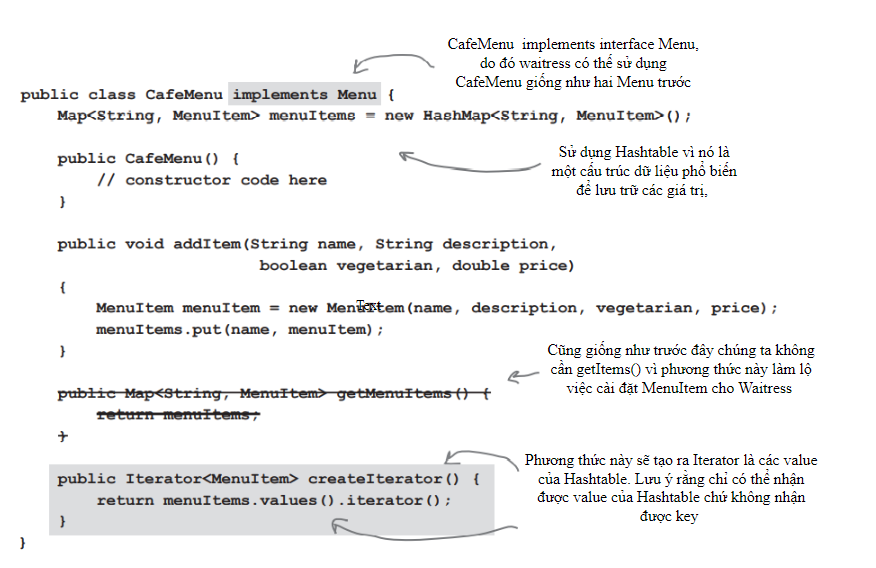 CafeMenu implements interface Menu,
do đó waitress có thể sử dụng
CafeMenu giống như hai Menu trước
public class CafeMenu implements Menu {
Map<String, MenuItem> menuItems = new HashMap<String, MenuItem>();
public CafeMenu() {
// constructor code here
}
Sử dụng Hashtable vì nó là
một cấu trúc dữ liệu phổ biến
để lưu trữ các giá trị,
public void addItem(String name, String description,
boolean vegetarian, double price)
{
MenuItem menuItem = new MenuItem(name, description, vegetarian, price);
Text
menuItems.put(name, menuItem);
}
Cũng giống như trước đây chúng ta không
cần getItems() vì phương thức này làm lộ
việc cài đặt MenuItem cho Waitress
public Map<String, MenuItem> getMenuItems() {
return menuItems;
}
Phương thức này sẽ tạo ra Iterator là các value
của Hashtable. Lưu ý rằng chỉ có thể nhận
được value của Hashtable chứ không nhận
được key
public Iterator<MenuItem> createIterator() {
return menuItems.values().iterator();
}
}